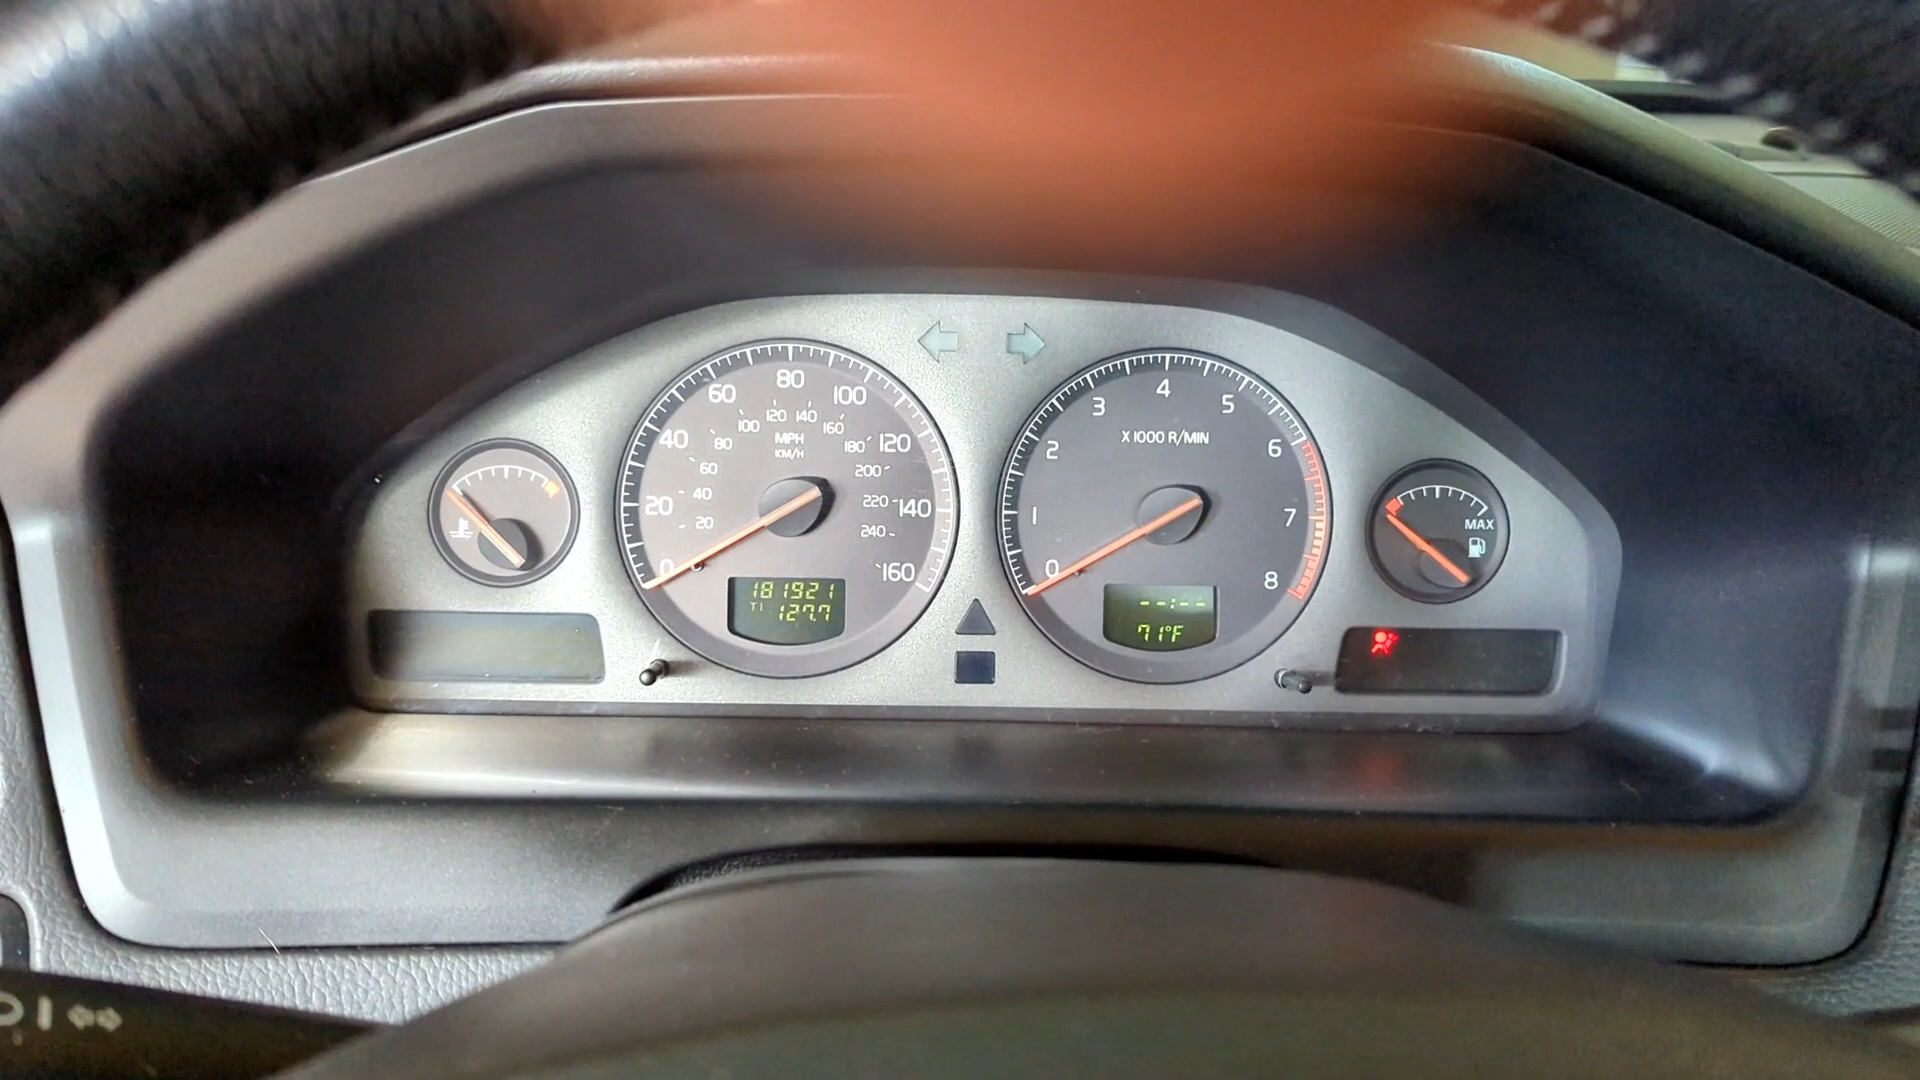 60 80 100
120 140
100 160
40 80 MPH 180 120
KM/H
60 200
20 40 220 140
20 240
0 160
181921
T1 127.7
4
3 5
X 1000 R/MIN
2 6
1 7
0 8
--:--
71°F
MAX